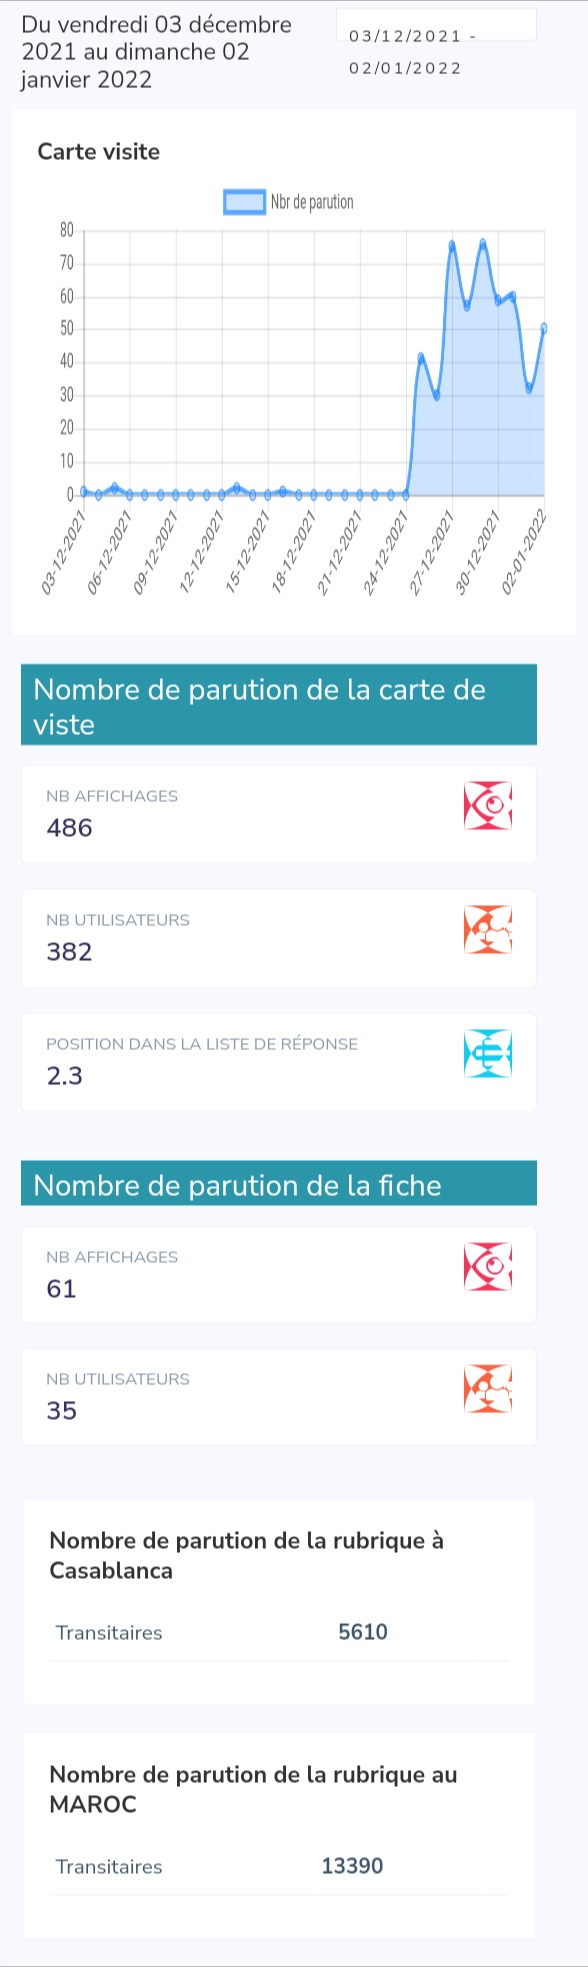 Du vendredi 03 décembre
2021 au dimanche 02
janvier 2022
03/12/2021 -
02/01/2022
Carte visite
Nbr de parution
80
70
60
50
40
30
20
10
0
03-12-2021
06-12-2021
09-12-2021
12-12-2021
15-12-2021
18-12-2021
21-12-2021
24-12-2021
27-12-2021
30-12-2021
02-01-2022
Nombre de parution de la carte de
viste
NB AFFICHAGES
486
NB UTILISATEURS
382
POSITION DANS LA LISTE DE RÉPONSE
2.3
Nombre de parution de la fiche
NB AFFICHAGES
61
NB UTILISATEURS
35
Nombre de parution de la rubrique à
Casablanca
Transitaires 5610
Nombre de parution de la rubrique au
MAROC
Transitaires 13390